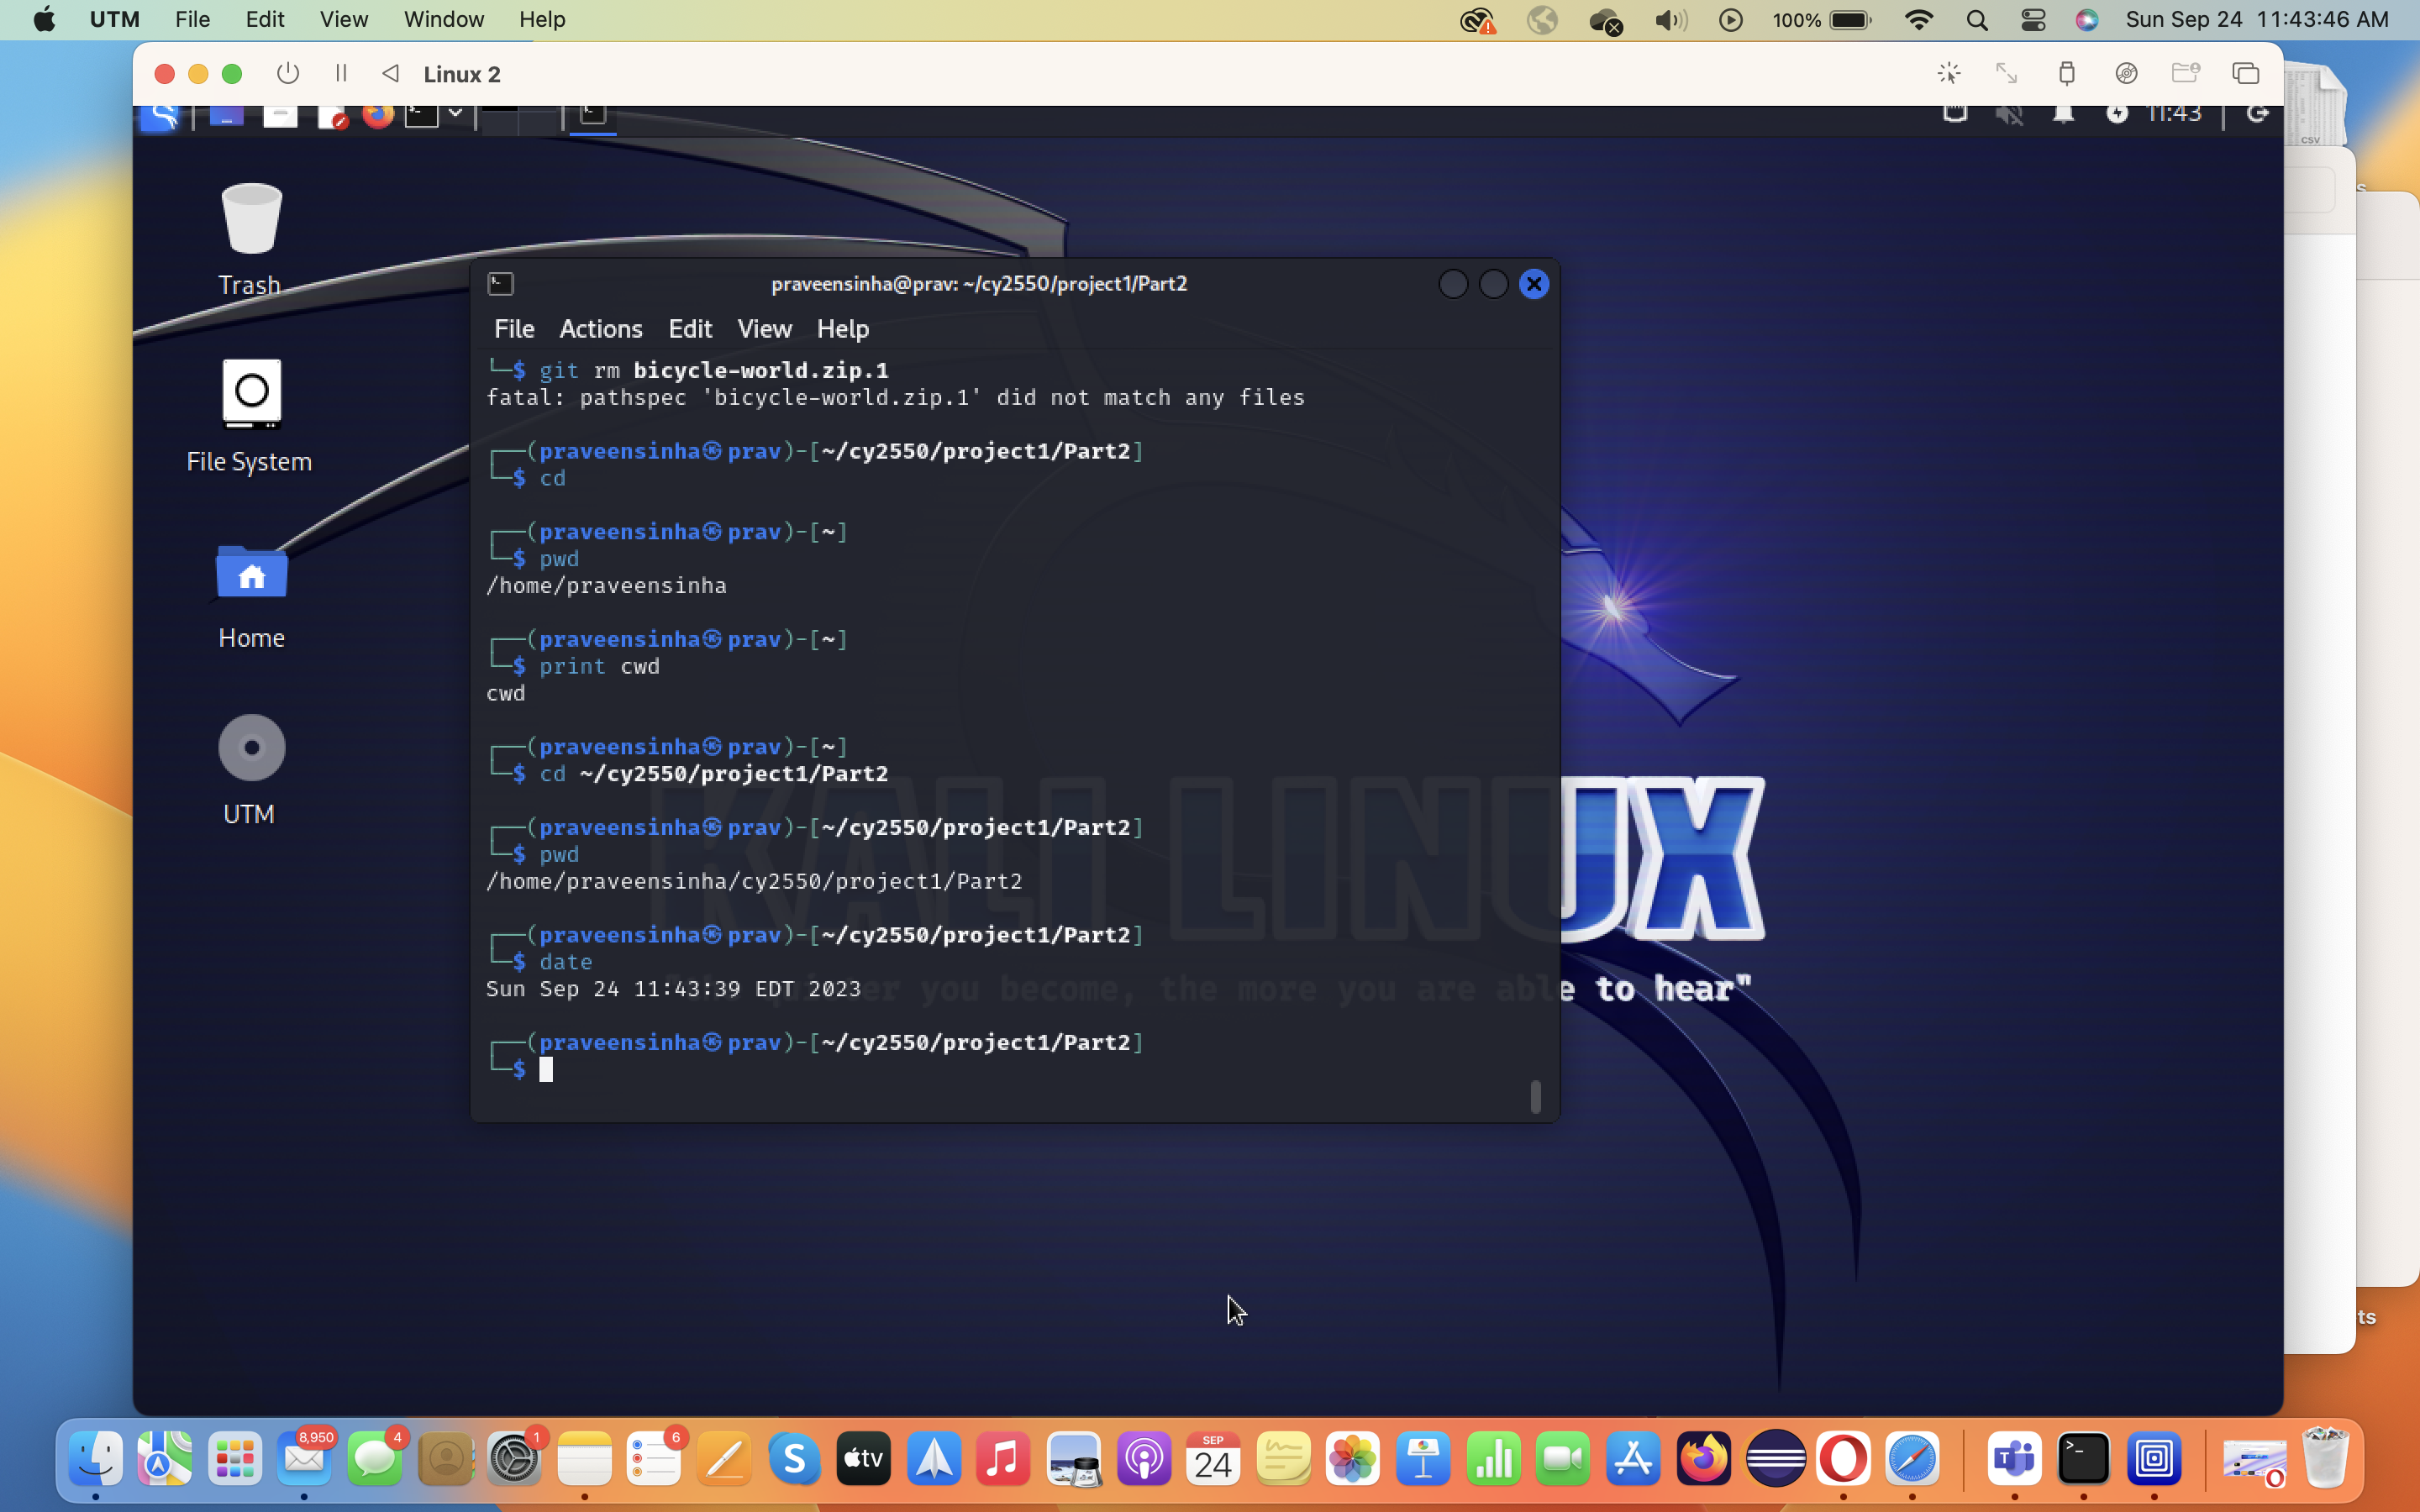 UTM File Edit View Window Help 100% Sun Sep 24 11:43:46 AM
Linux 2
11:43
CSV
Trash
File System
Home
UTM
praveensinha@prav: ~/cy2550/project1/Part2
File Actions Edit View Help
└─$ git rm bicycle-world.zip.1
fatal: pathspec 'bicycle-world.zip.1' did not match any files
┌──(praveensinha㉿prav)-[~/cy2550/project1/Part2]
└─$ cd
┌──(praveensinha㉿prav)-[~]
└─$ pwd
/home/praveensinha
┌──(praveensinha㉿prav)-[~]
└─$ print cwd
cwd
┌──(praveensinha㉿prav)-[~]
└─$ cd ~/cy2550/project1/Part2
┌──(praveensinha㉿prav)-[~/cy2550/project1/Part2]
└─$ pwd
/home/praveensinha/cy2550/project1/Part2
┌──(praveensinha㉿prav)-[~/cy2550/project1/Part2]
└─$ date
Sun Sep 24 11:43:39 EDT 2023
┌──(praveensinha㉿prav)-[~/cy2550/project1/Part2]
└─$
KALI LINUX
you become, the more you are able to hear"
ts
8,950 4 1 6
S
tv
SEP
24
>_